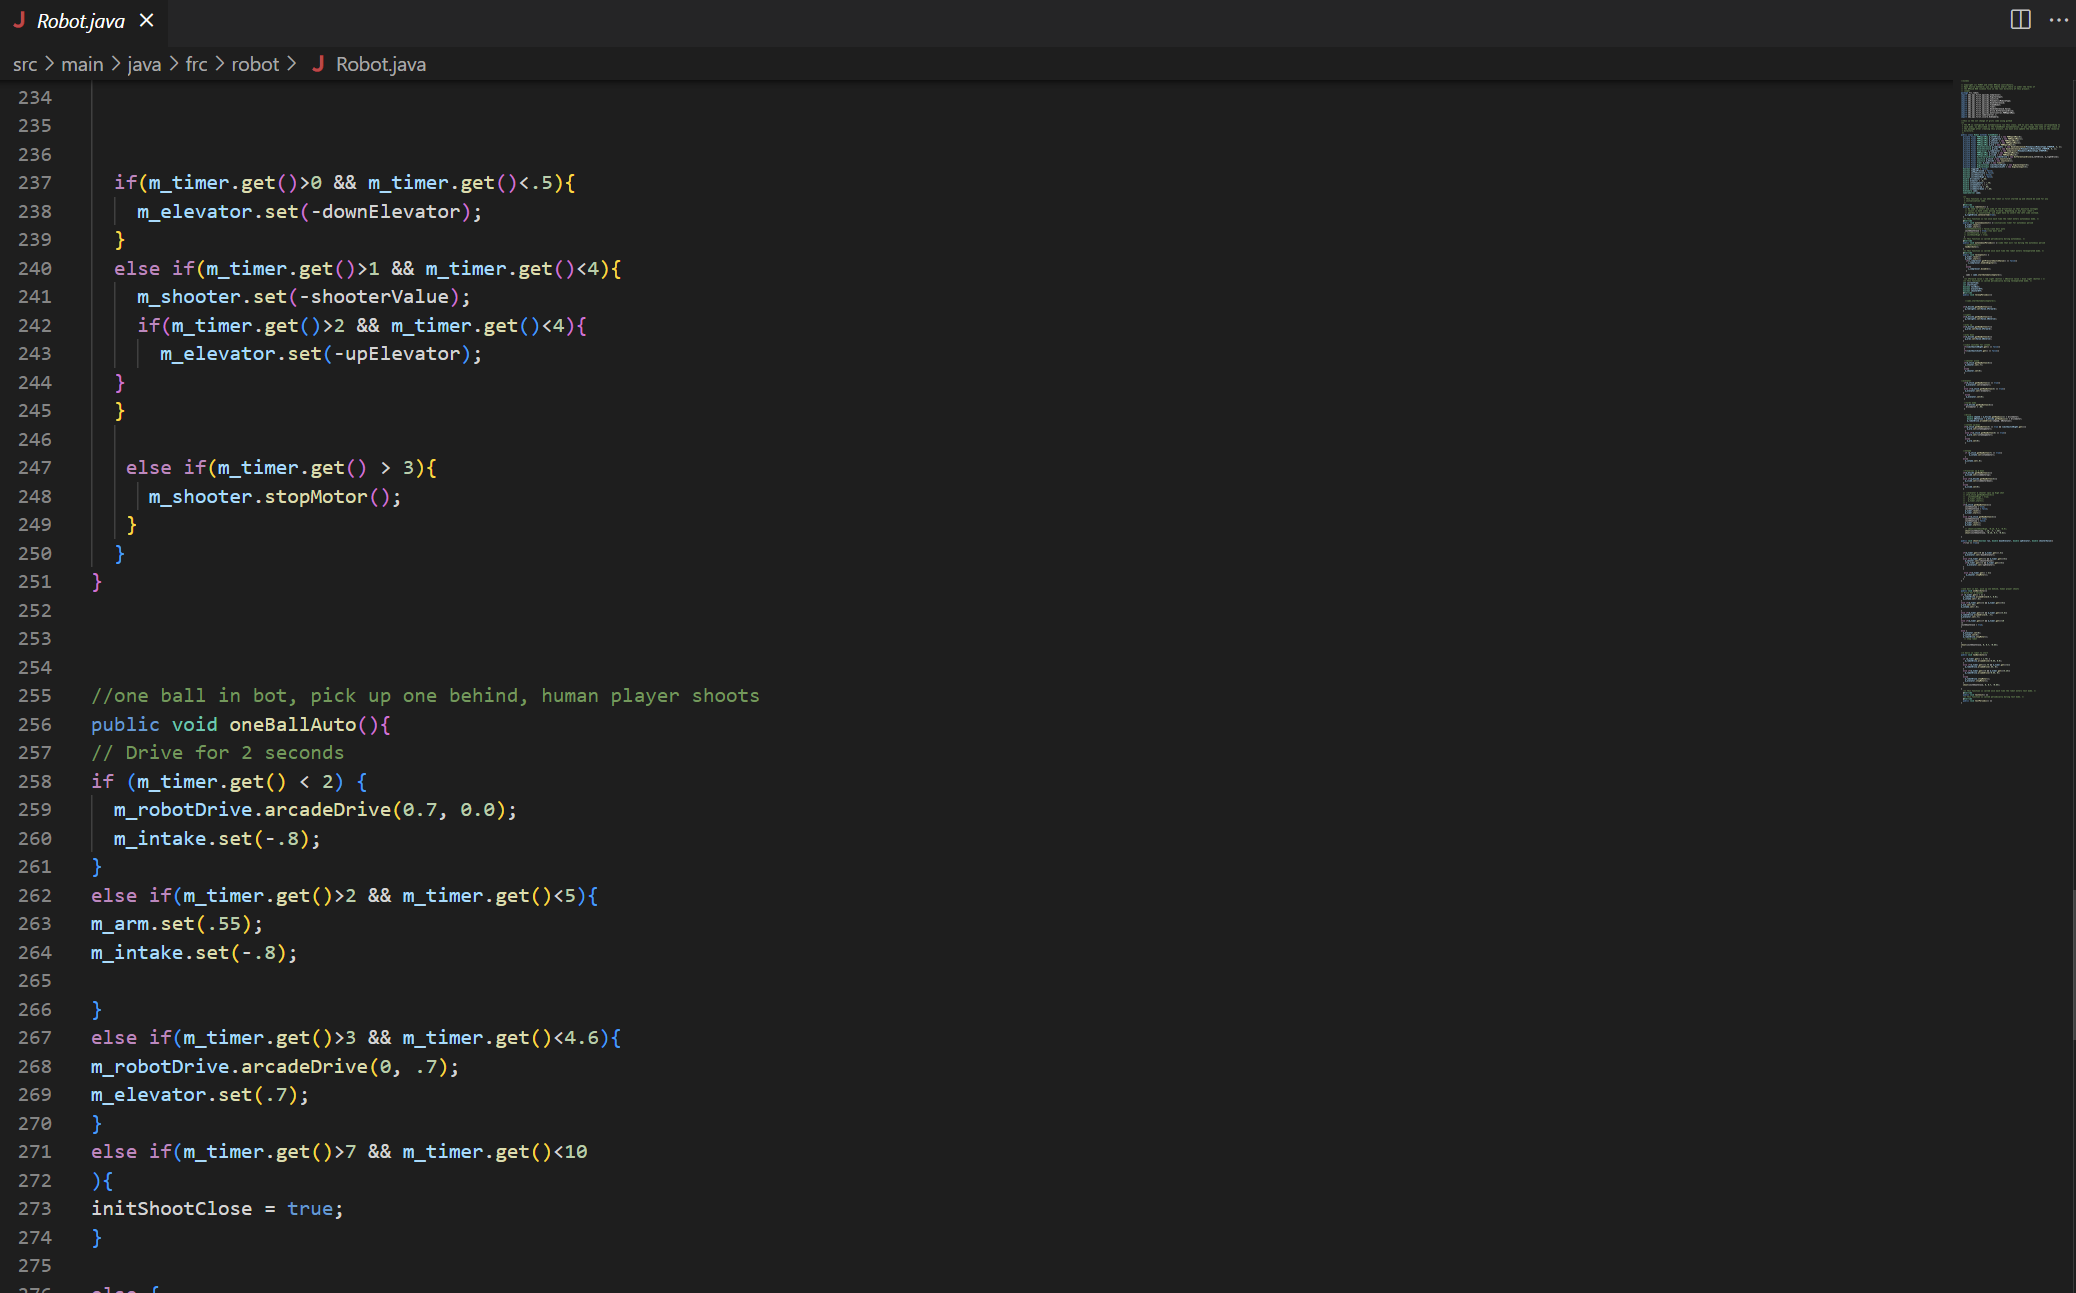 J Robot.java ×
src > main > java > frc > robot > J Robot.java
234
235
236
237 if(m_timer.get()>0 && m_timer.get()<.5){
238 m_elevator.set(-downElevator);
239 }
240 else if(m_timer.get()>1 && m_timer.get()<4){
241 m_shooter.set(-shooterValue);
242 if(m_timer.get()>2 && m_timer.get()<4){
243 m_elevator.set(-upElevator);
244 }
245 }
246
247 else if(m_timer.get() > 3){
248 m_shooter.stopMotor();
249 }
250 }
251 }
252
253
254
255 //one ball in bot, pick up one behind, human player shoots
256 public void oneBallAuto(){
257 // Drive for 2 seconds
258 if (m_timer.get() < 2) {
259 m_robotDrive.arcadeDrive(0.7, 0.0);
260 m_intake.set(-.8);
261 }
262 else if(m_timer.get()>2 && m_timer.get()<5){
263 m_arm.set(.55);
264 m_intake.set(-.8);
265
266 }
267 else if(m_timer.get()>3 && m_timer.get()<4.6){
268 m_robotDrive.arcadeDrive(0, .7);
269 m_elevator.set(.7);
270 }
271 else if(m_timer.get()>7 && m_timer.get()<10
272 ){
273 initShootClose = true;
274 }
275
276 else {